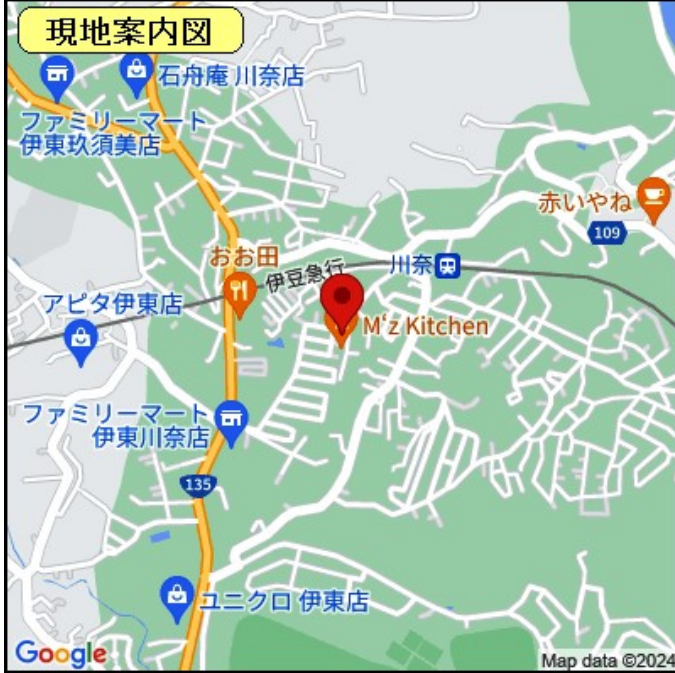 現地案内図
石舟庵 川奈店
ファミリーマート
伊東玖須美店
赤いやね
109
おお田
伊豆急行
川奈
アピタ伊東店
M‘z Kitchen
ファミリーマート
伊東川奈店
135
ユニクロ 伊東店
Google
Map data ©2024